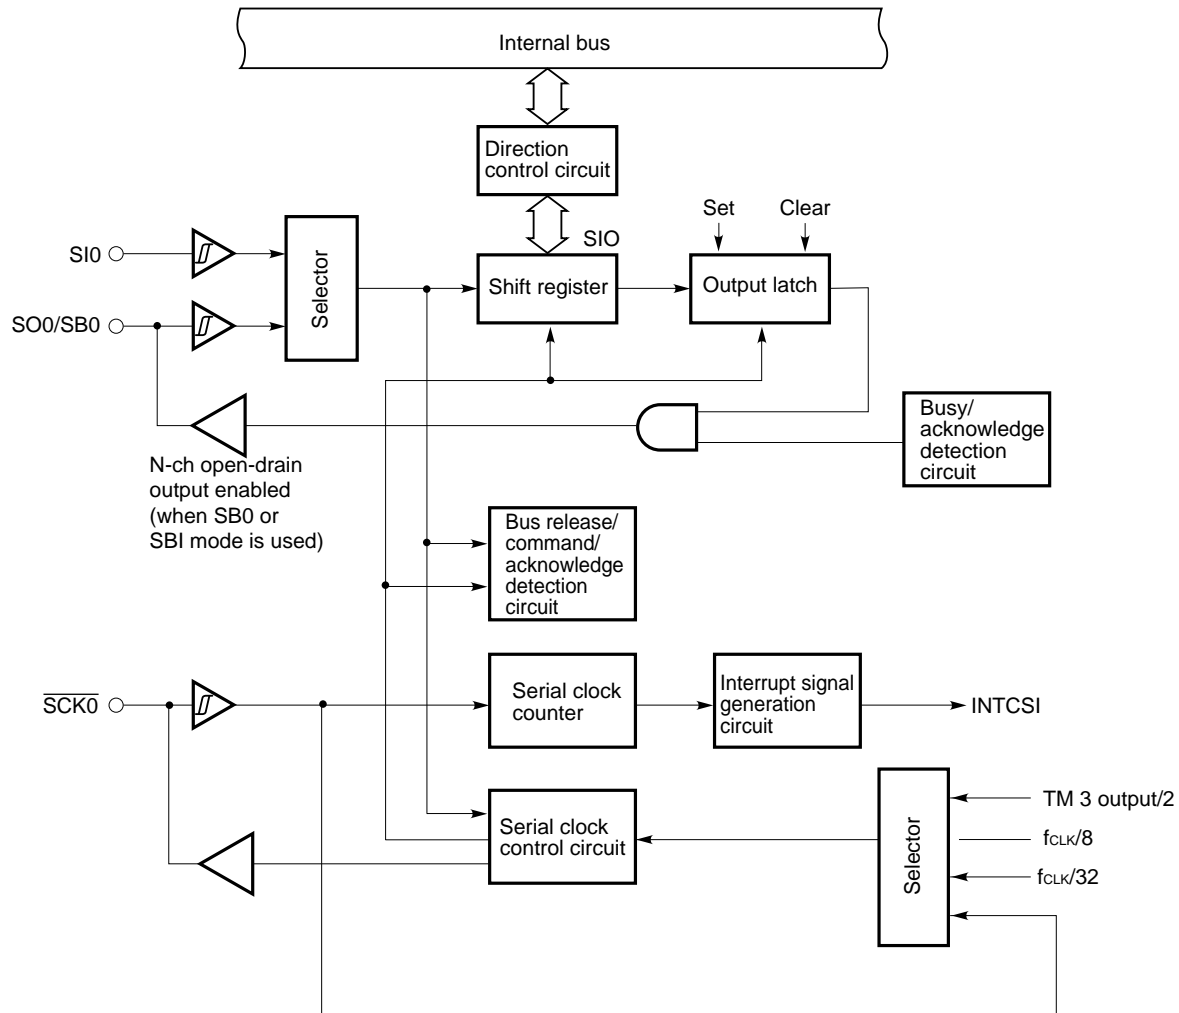 Internal bus
Direction
control circuit
Set
Clear
SIO
SI0
Selector
Shift register
Output latch
SO0/SB0
Busy/
acknowledge
detection
circuit
N-ch open-drain
output enabled
(when SB0 or
SBI mode is used)
Bus release/
command/
acknowledge
detection
circuit
SCK0
Serial clock
counter
Interrupt signal
generation
circuit
INTCSI
Serial clock
control circuit
Selector
TM 3 output/2
fCLK/8
fCLK/32